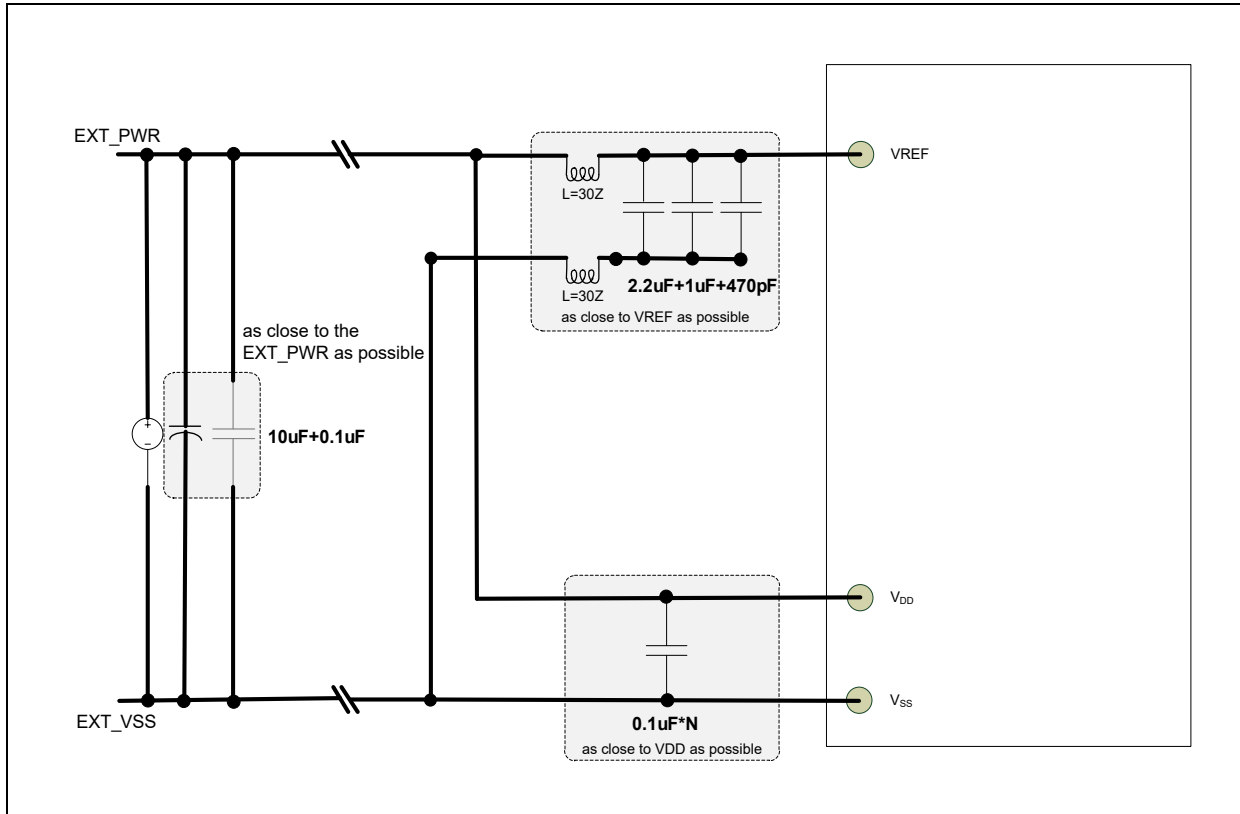 EXT_PWR
VREF
L=30Z
L=30Z
2.2uF+1uF+470pF
as close to VREF as possible
as close to the
EXT_PWR as possible
+
−
10uF+0.1uF
VDD
VSS
EXT_VSS
0.1uF*N
as close to VDD as possible